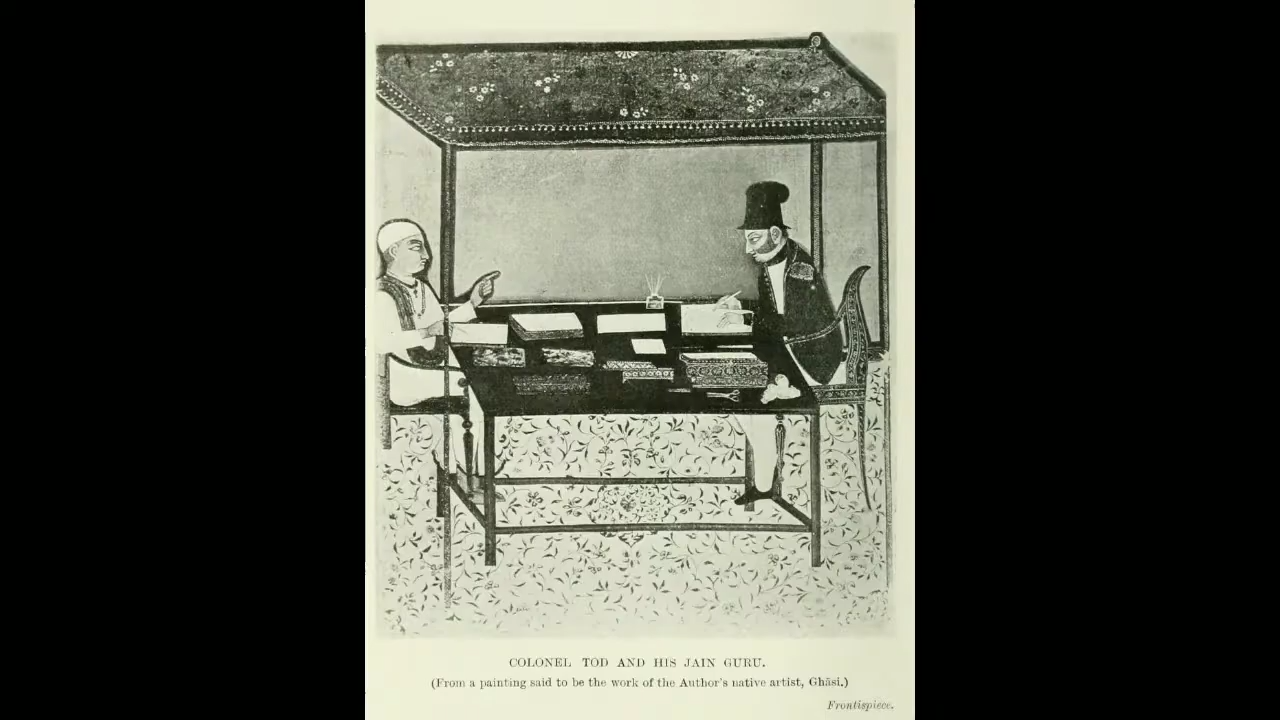 COLONEL TOD AND HIS JAIN GURU.
(From a painting said to be the work of the Author's native artist, Ghāsi.)
Frontispiece.